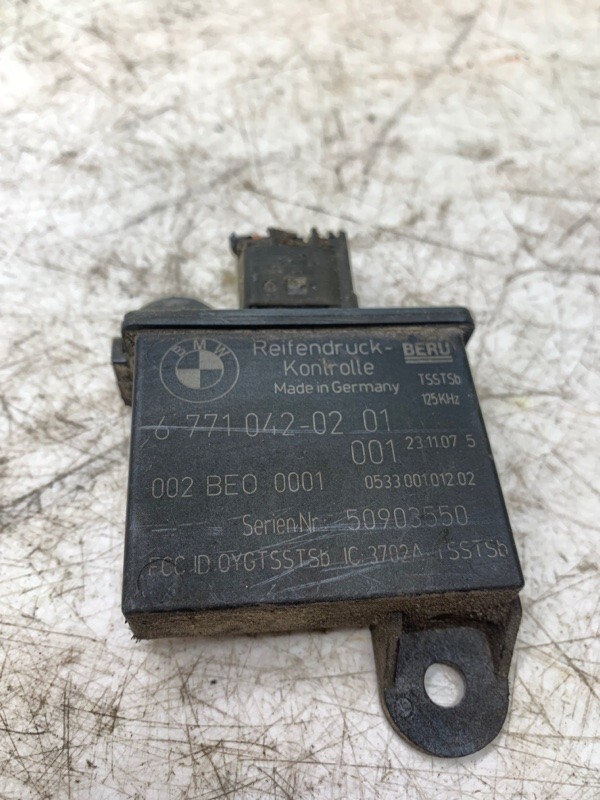 BMW
Reifendruck-
Kontrolle
Made in Germany
BERU
TSSTSb
125KHz
6 771 042-02 01
001 23.11.07 5
002 BE0 0001 0533 001 012 02
Serien Nr: 50903550
FCC ID OYGTSSTSb IC 3702A-TSSTSb